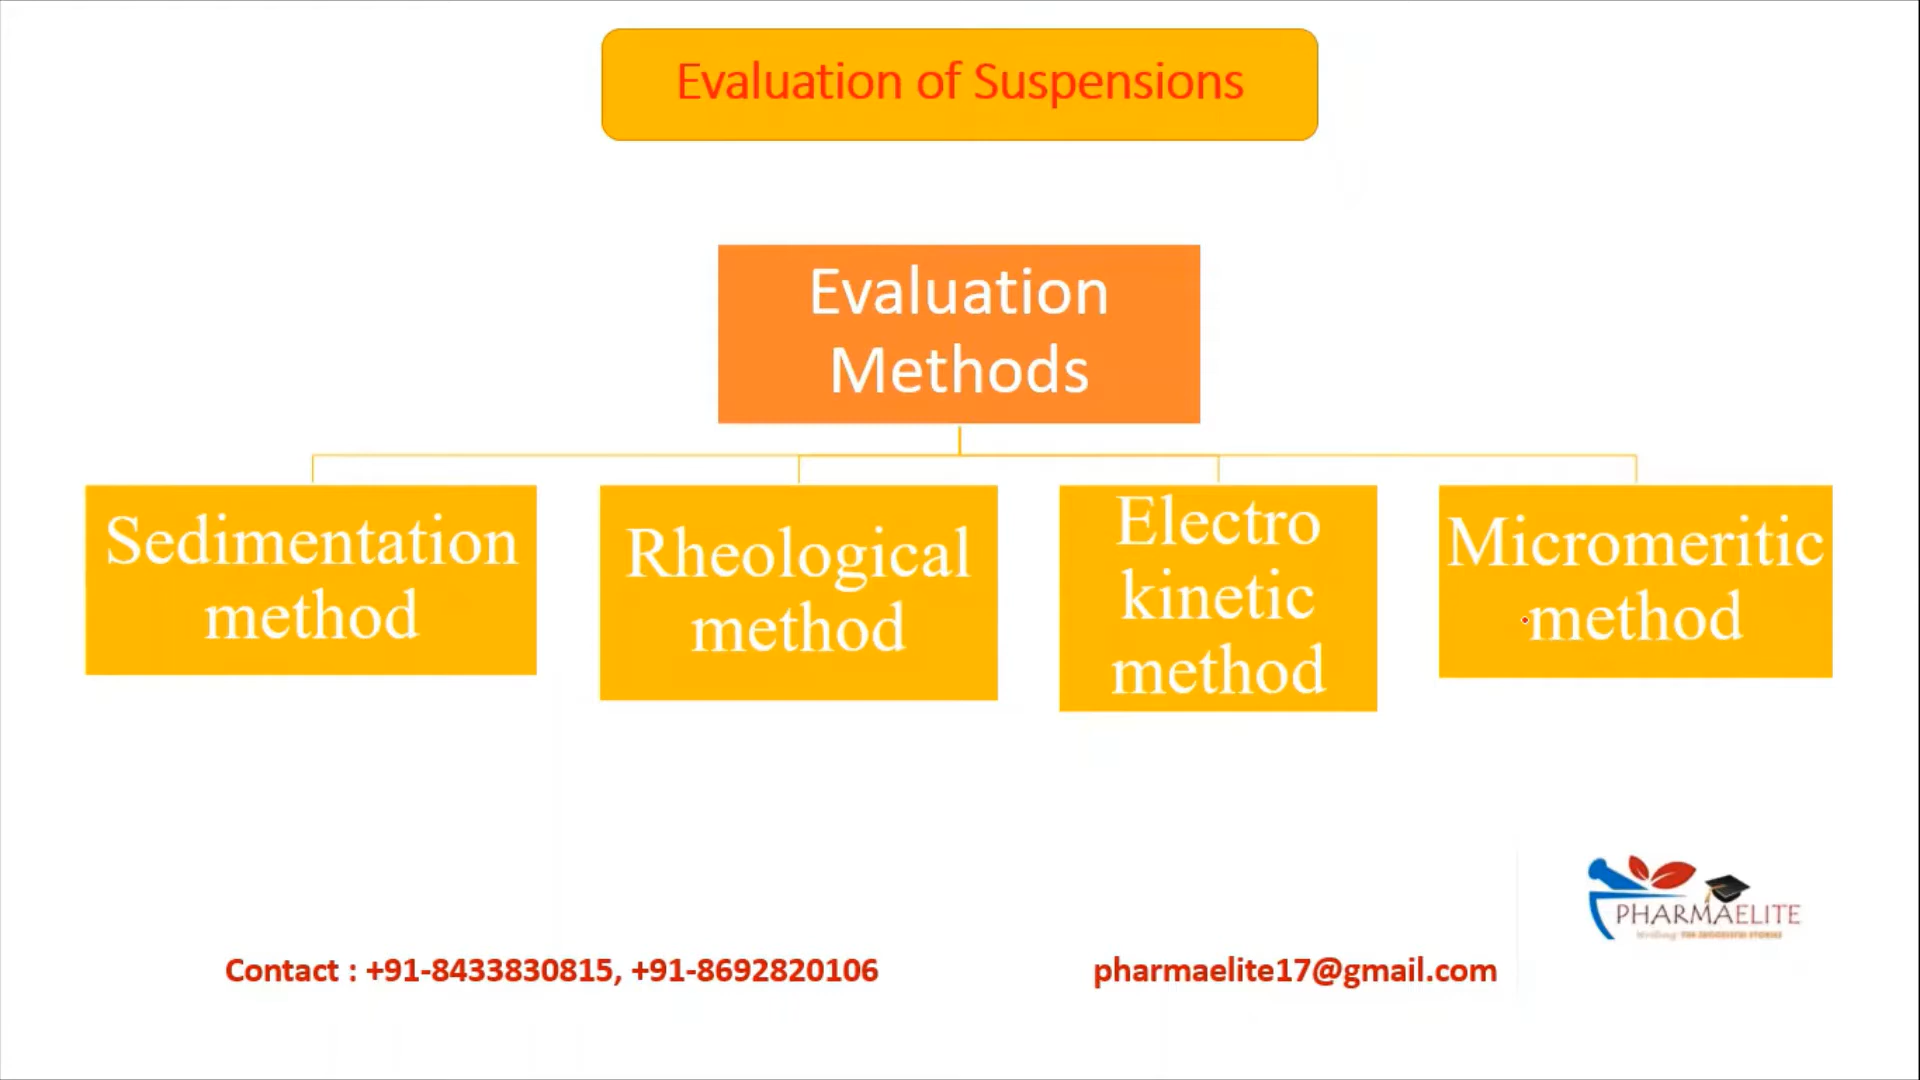 Evaluation of Suspensions
Evaluation
Methods
Sedimentation
method
Rheological
method
Electro
kinetic
method
Micromeritic
method
PHARMAELITE
Contact : +91-8433830815, +91-8692820106
pharmaelite17@gmail.com